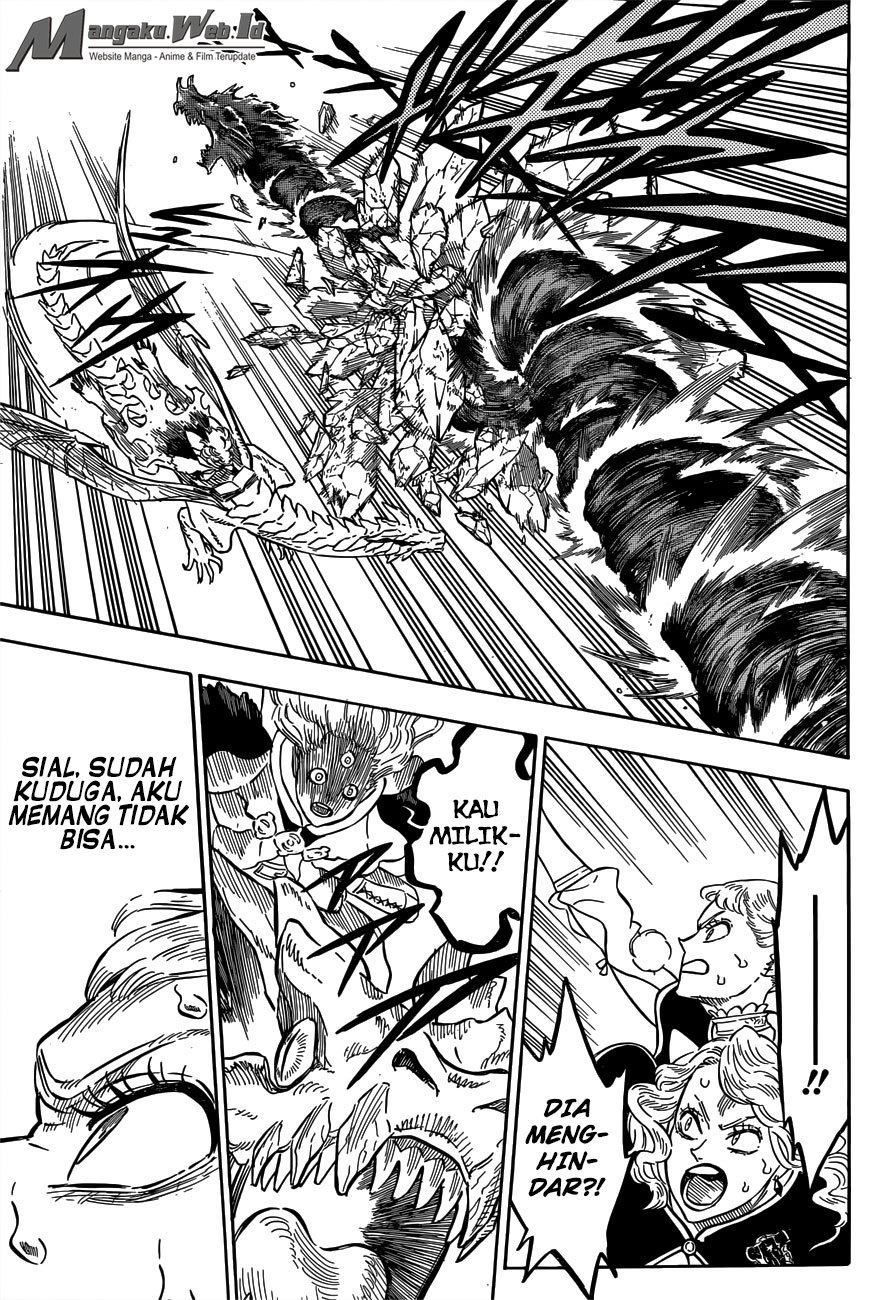 Mangaku.Web.Id
Website Manga - Anime & Film Terupdate
!!
DIA
MENG-
HIN-
DAR?!
KAU
MILIK-
KU!!
SIAL, SUDAH
KUDUGA, AKU
MEMANG TIDAK
BISA...